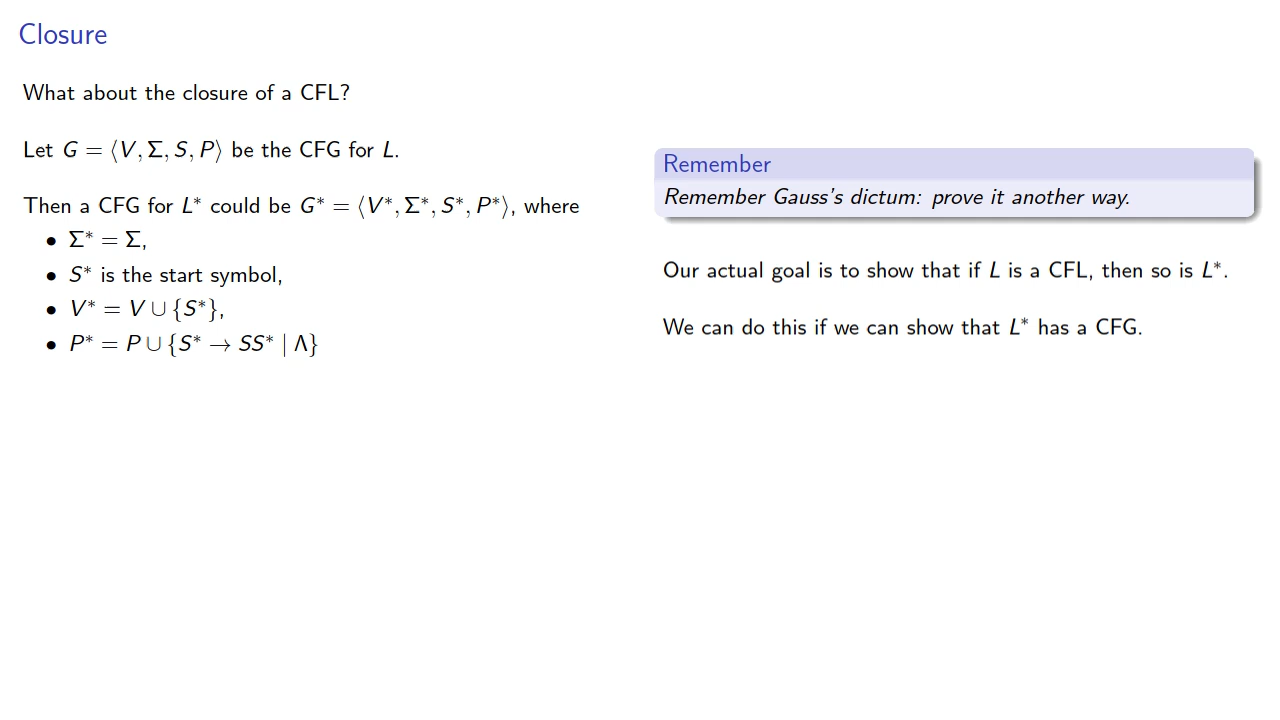 Closure
What about the closure of a CFL?
Let G = ⟨V, Σ, S, P⟩ be the CFG for L.
Then a CFG for L* could be G* = ⟨V*, Σ*, S*, P*⟩, where
• Σ* = Σ,
• S* is the start symbol,
• V* = V ∪ {S*},
• P* = P ∪ {S* → SS* | Λ}
Remember
Remember Gauss's dictum: prove it another way.
Our actual goal is to show that if L is a CFL, then so is L*.
We can do this if we can show that L* has a CFG.